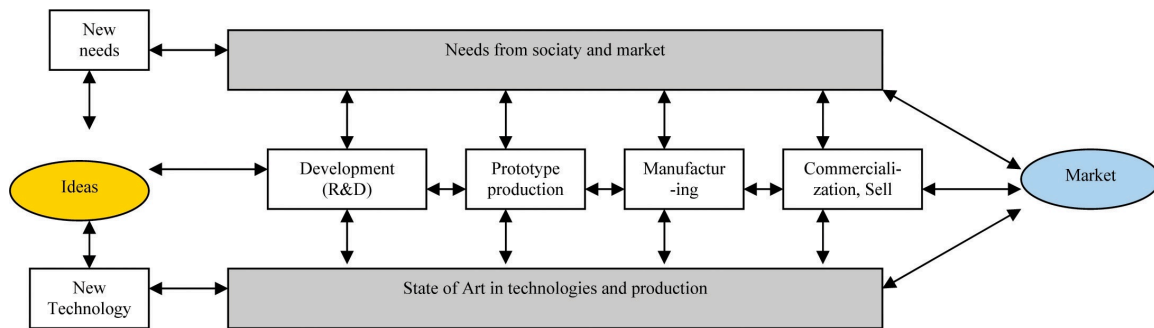 New
needs
Needs from sociaty and market
Ideas
Development
(R&D)
Prototype
production
Manufactur
-ing
Commerciali-
zation, Sell
Market
New
Technology
State of Art in technologies and production